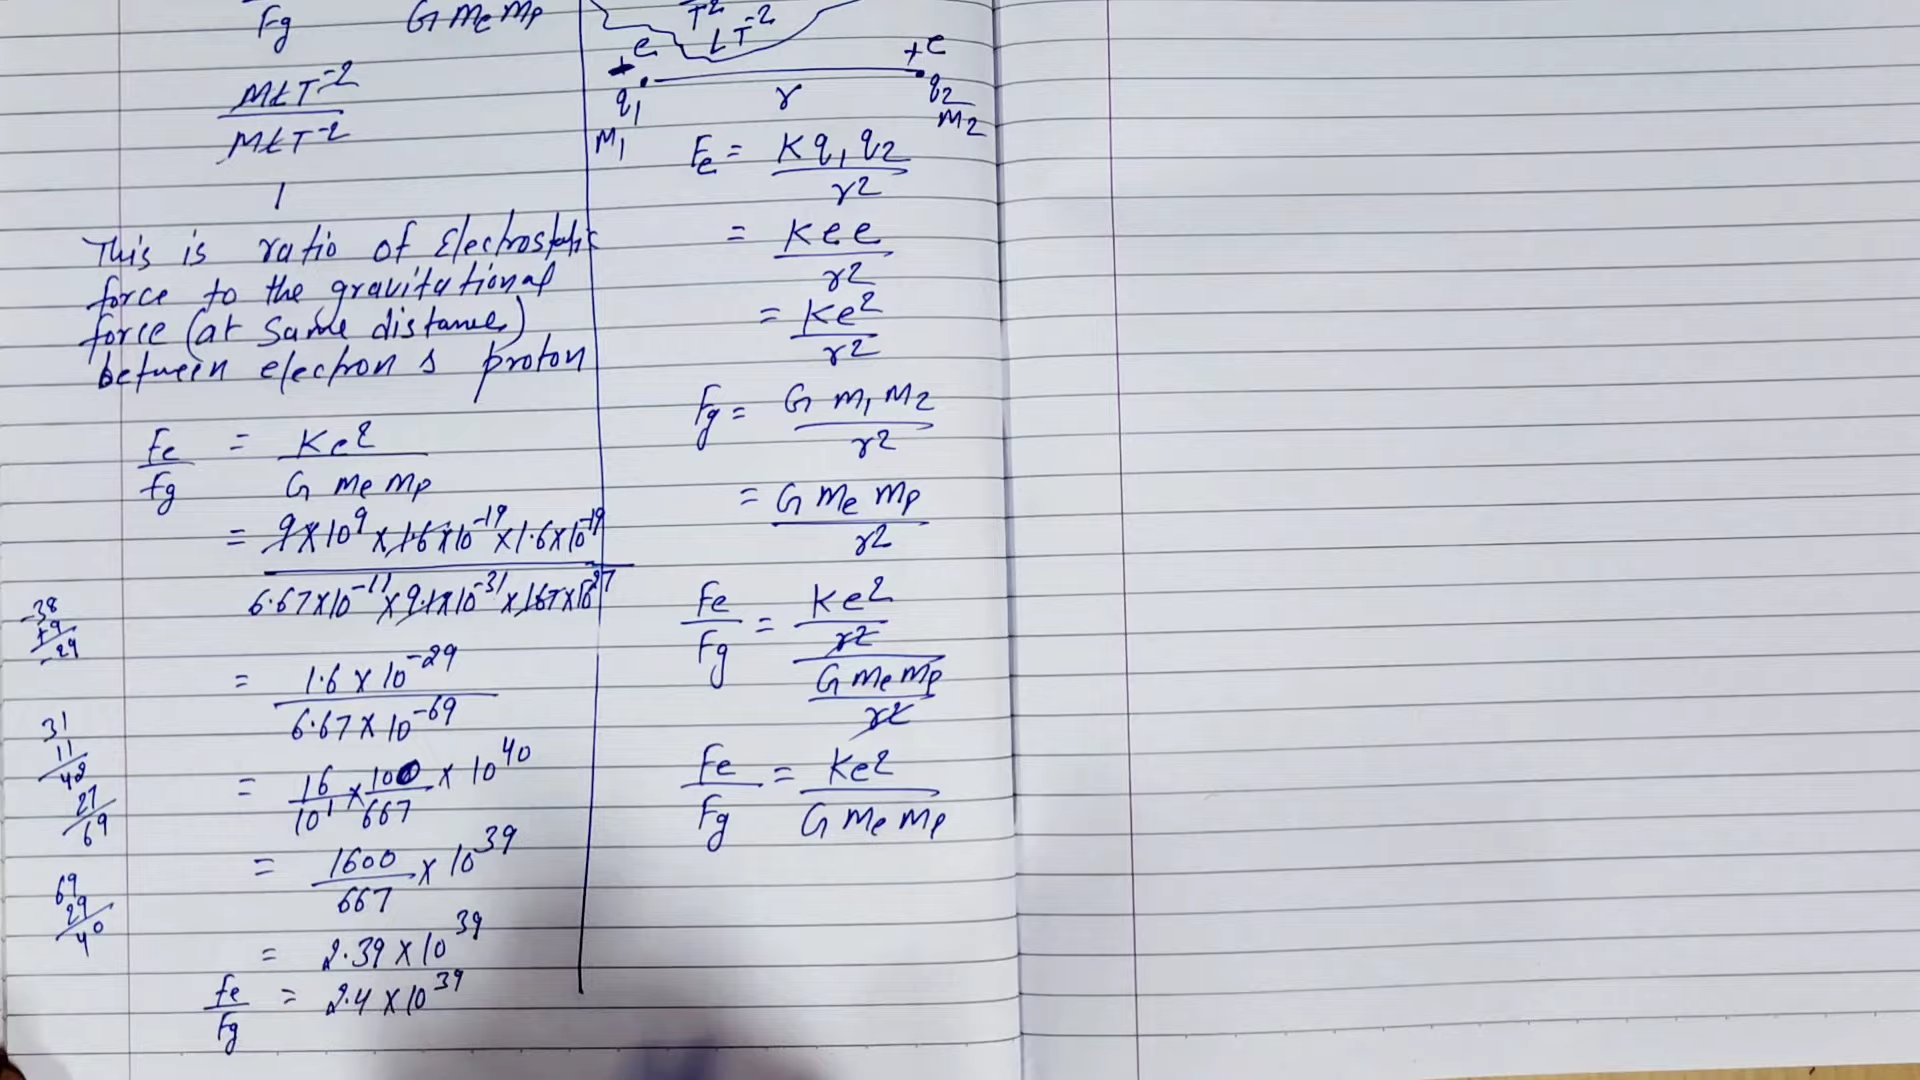 Fg G Me Mp
MLT⁻²
MLT⁻²
1
This is ratio of Electrostatic
force to the gravitational
force (at same distance)
between electron & proton
Fe = Ke²
Fg G Me Mp
= 9×10⁹ × 1.6×10⁻¹⁹ × 1.6×10⁻¹⁹
6.67×10⁻¹¹ × 9.1×10⁻³¹ × 1.67×10⁻²⁷
= 1.6 × 10⁻²⁹
6.67 × 10⁻⁶⁹
= 16 × 100 × 10⁴⁰
10¹ 667
= 1600 × 10³⁹
667
= 2.39 × 10³⁹
Fe = 2.4 × 10³⁹
Fg
-38
+9
-29
31
11
42
27
69
69
29
40
T²
LT⁻²
e +e
q₁ r q₂
M₁ M₂
Fe = Kq₁q₂
r²
= Kee
r²
= Ke²
r²
Fg = G m₁ M₂
r²
= G Me Mp
r²
Fe = Ke²
r²
Fg G Me Mp
r²
Fe = Ke²
Fg G Me Mp